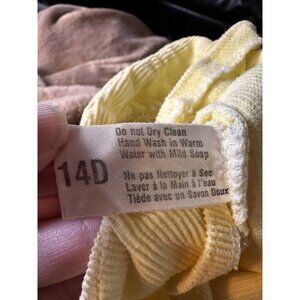 14D
Do not Dry Clean
Hand Wash in Warm
Water with Mild Soap
Ne pas Nettoyer à Sec
Laver à la Main à l'eau
Tiède avec un Savon Doux